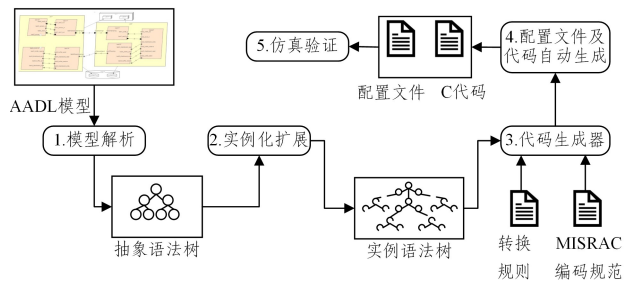 5.仿真验证
4.配置文件及
代码自动生成
配置文件 C代码
AADL模型
1.模型解析
2.实例化扩展
3.代码生成器
抽象语法树
实例语法树
转换
规则
MISRAC
编码规范